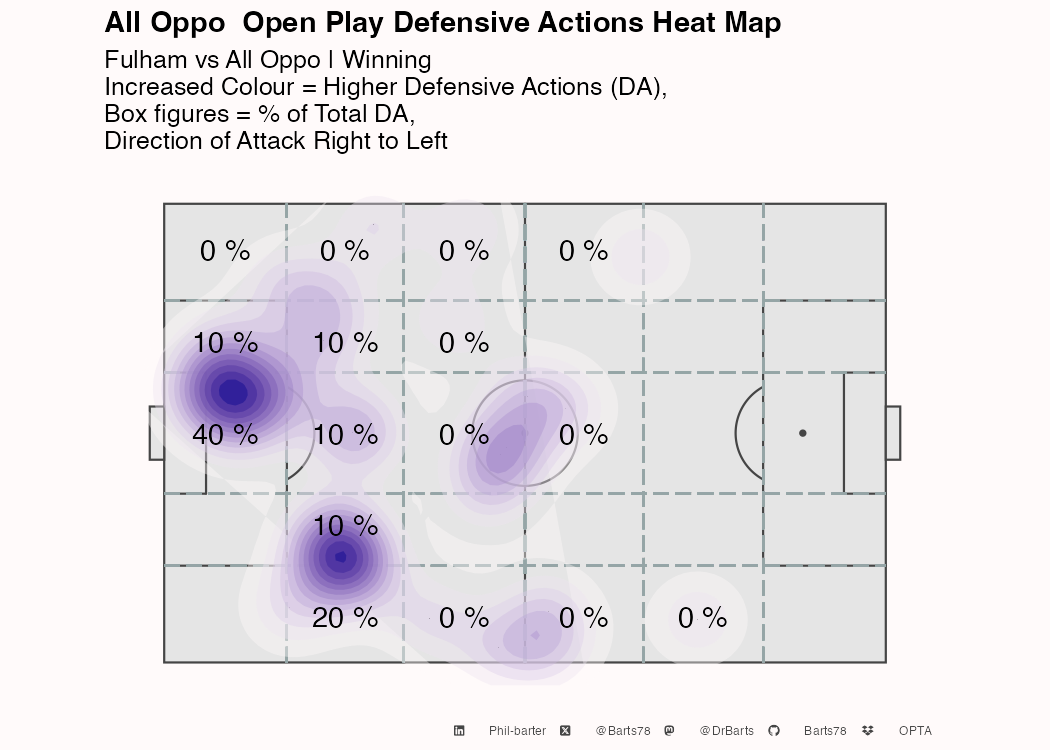 All Oppo  Open Play Defensive Actions Heat Map
Fulham vs All Oppo | Winning
Increased Colour = Higher Defensive Actions (DA),
Box figures = % of Total DA,
Direction of Attack Right to Left
0 % 0 % 0 % 0 %
10 % 10 % 0 %
40 % 10 % 0 % 0 %
10 %
20 % 0 % 0 % 0 %
Phil-barter @Barts78 @DrBarts Barts78 OPTA